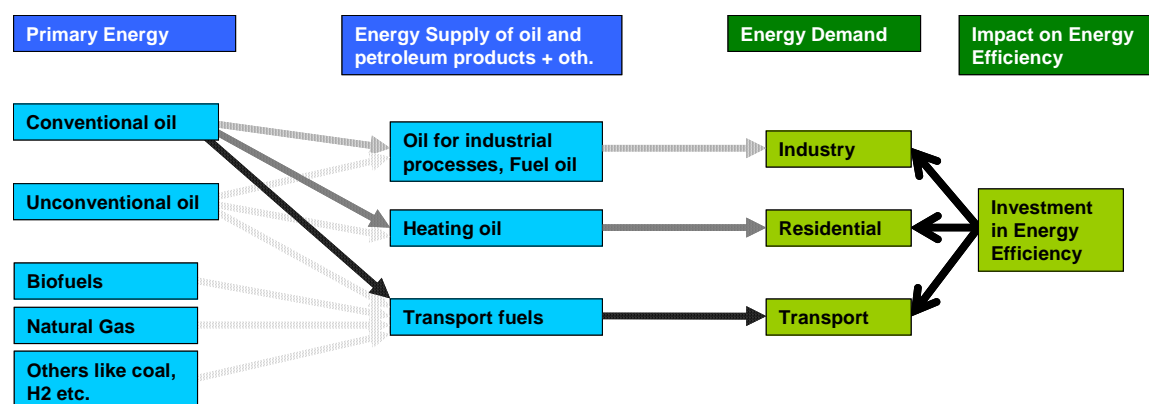 Primary Energy
Energy Supply of oil and
petroleum products + oth.
Energy Demand
Impact on Energy
Efficiency
Conventional oil
Unconventional oil
Biofuels
Natural Gas
Others like coal,
H2 etc.
Oil for industrial
processes, Fuel oil
Heating oil
Transport fuels
Industry
Residential
Transport
Investment
in Energy
Efficiency